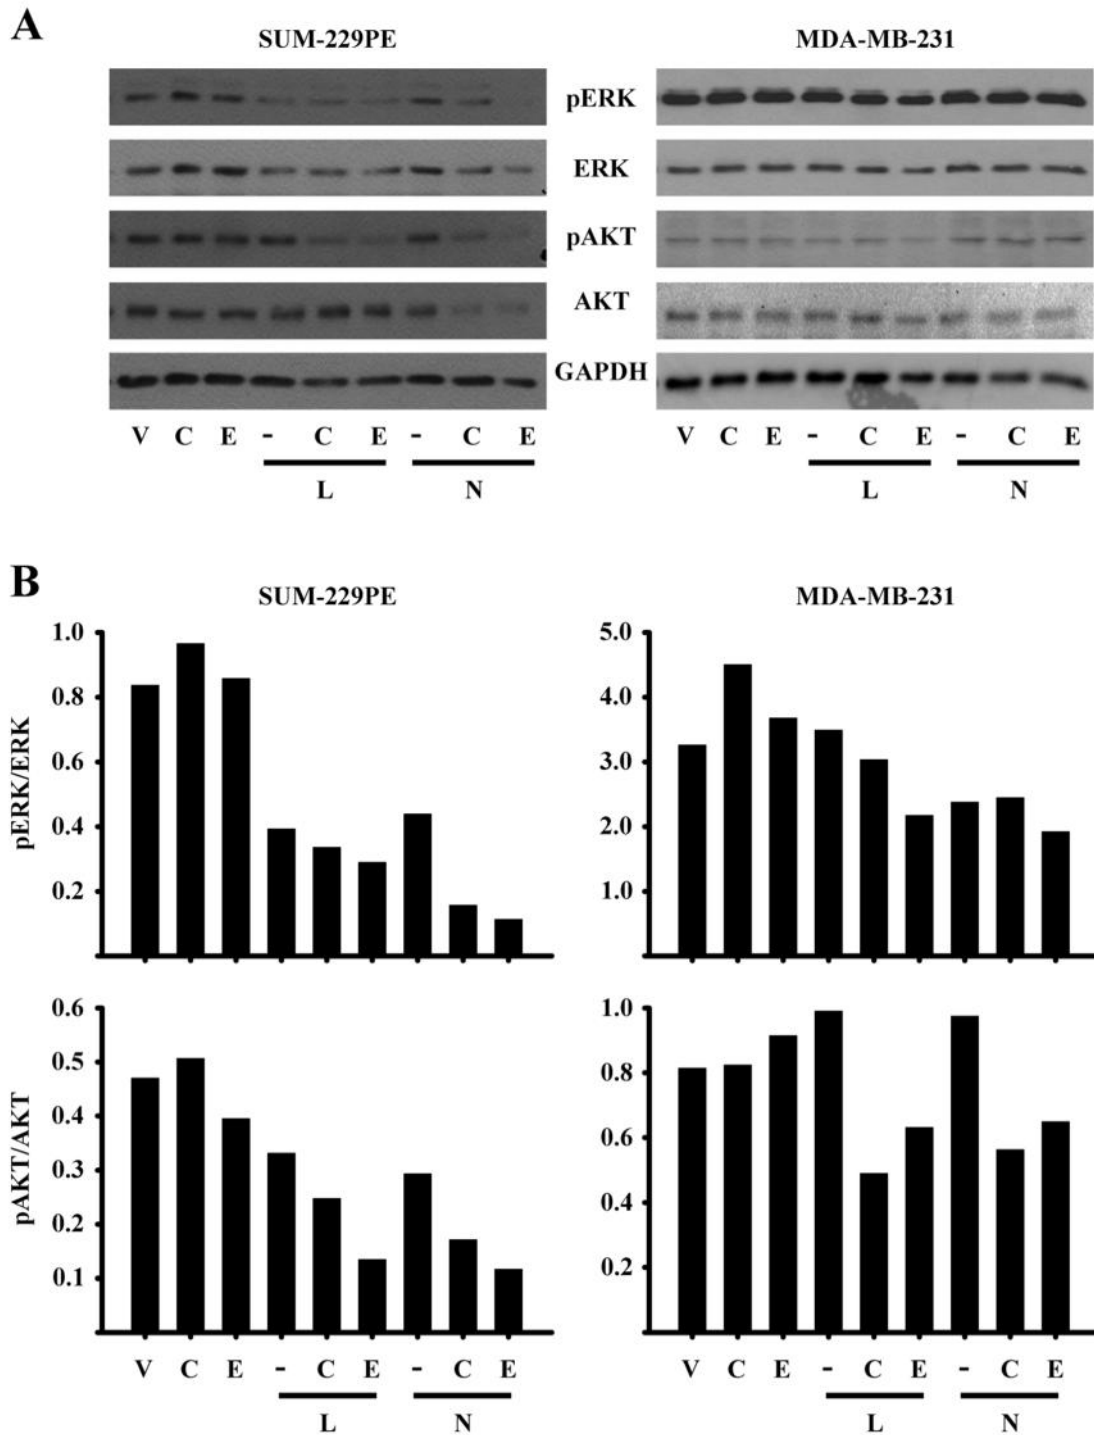 A
SUM-229PE MDA-MB-231
pERK
ERK
pAKT
AKT
GAPDH
V C E - C E - C E V C E - C E - C E
L N L N
B
SUM-229PE MDA-MB-231
pERK/ERK
1.0
0.8
0.6
0.4
0.2
5.0
4.0
3.0
2.0
1.0
pAKT/AKT
0.6
0.5
0.4
0.3
0.2
0.1
1.0
0.8
0.6
0.4
0.2
V C E - C E - C E V C E - C E - C E
L N L N